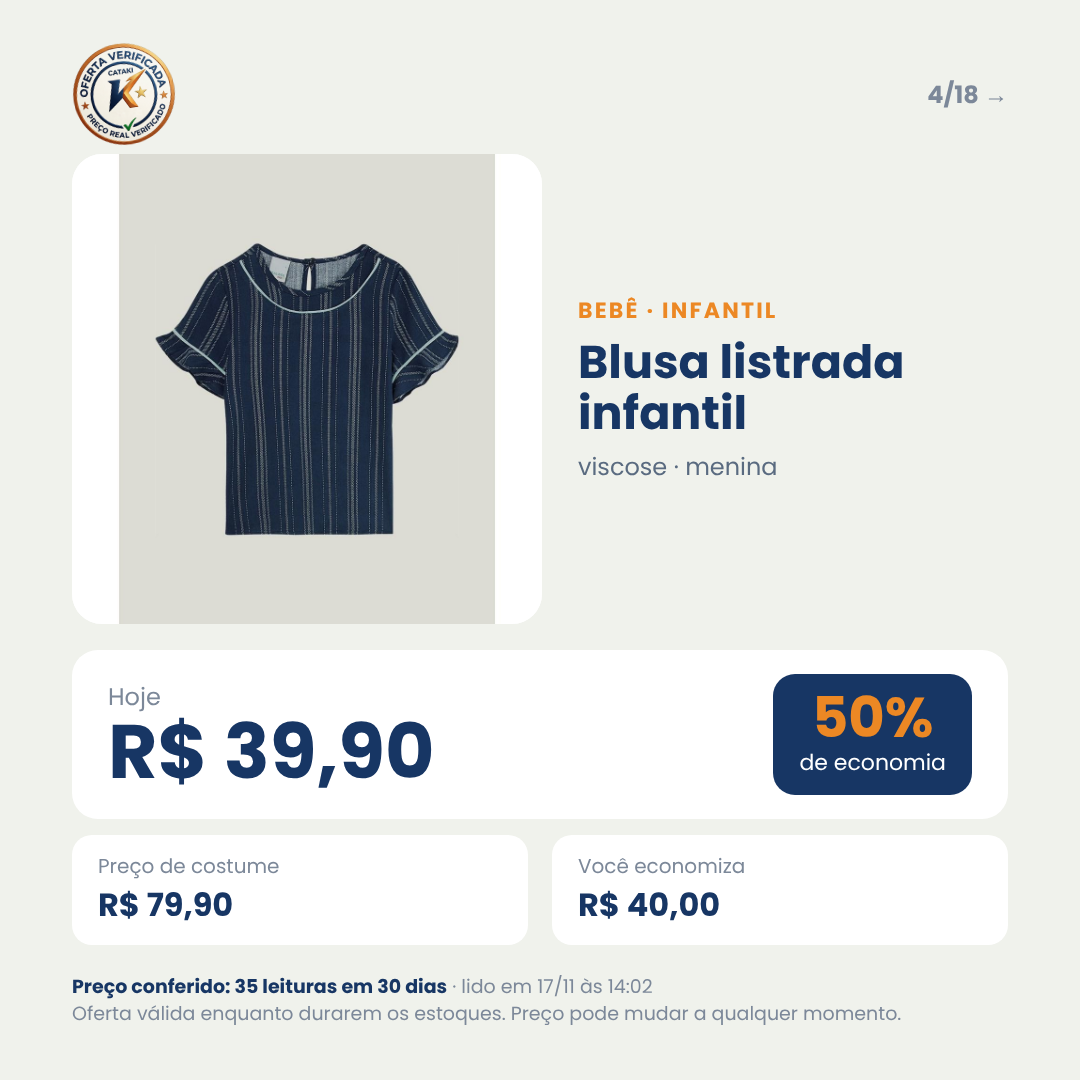 OFERTA VERIFICADA
CATAKI
K
PREÇO REAL VERIFICADO
4/18 →
BEBÊ · INFANTIL
Blusa listrada
infantil
viscose · menina
Hoje
R$ 39,90
50%
de economia
Preço de costume
R$ 79,90
Você economiza
R$ 40,00
Preço conferido: 35 leituras em 30 dias · lido em 17/11 às 14:02
Oferta válida enquanto durarem os estoques. Preço pode mudar a qualquer momento.